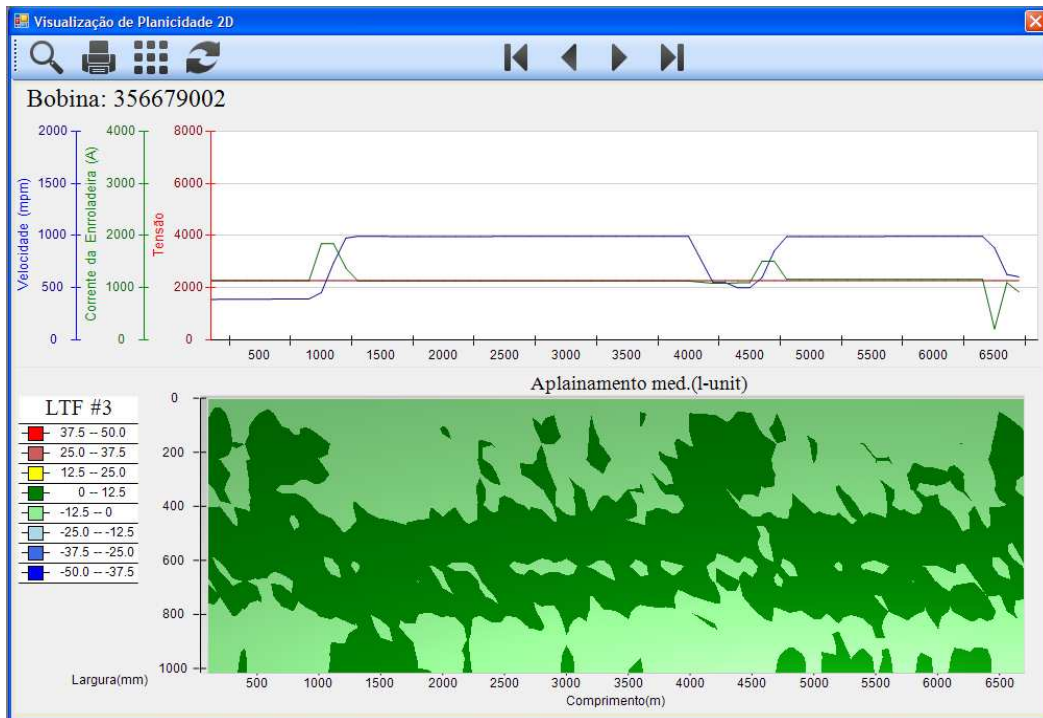 Visualização de Planicidade 2D
Bobina: 356679002
Velocidade (mpm)
2000
1500
1000
500
0
Corrente da Enrroladeira (A)
4000
3000
2000
1000
0
Tensão
8000
6000
4000
2000
0
500 1000 1500 2000 2500 3000 3500 4000 4500 5000 5500 6000 6500
Aplainamento med.(I-unit)
LTF #3
37.5 -- 50.0
25.0 -- 37.5
12.5 -- 25.0
0 -- 12.5
-12.5 -- 0
-25.0 -- -12.5
-37.5 -- -25.0
-50.0 -- -37.5
0
200
400
600
800
1000
Largura(mm)
500 1000 1500 2000 2500 3000 3500 4000 4500 5000 5500 6000 6500
Comprimento(m)